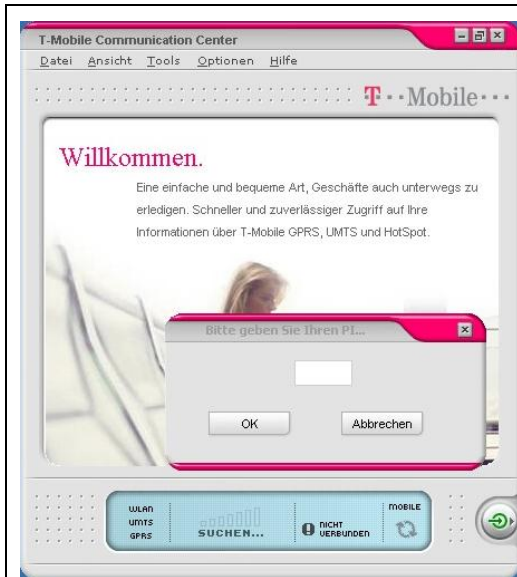 T-Mobile Communication Center
Datei Ansicht Tools Optionen Hilfe
T··Mobile···
Willkommen.
Eine einfache und bequeme Art, Geschäfte auch unterwegs zu
erledigen. Schneller und zuverlässiger Zugriff auf Ihre
Informationen über T-Mobile GPRS, UMTS und HotSpot.
Bitte geben Sie Ihren PI...
OK Abbrechen
WLAN
UMTS
GPRS
SUCHEN...
NICHT
VERBUNDEN
MOBILE